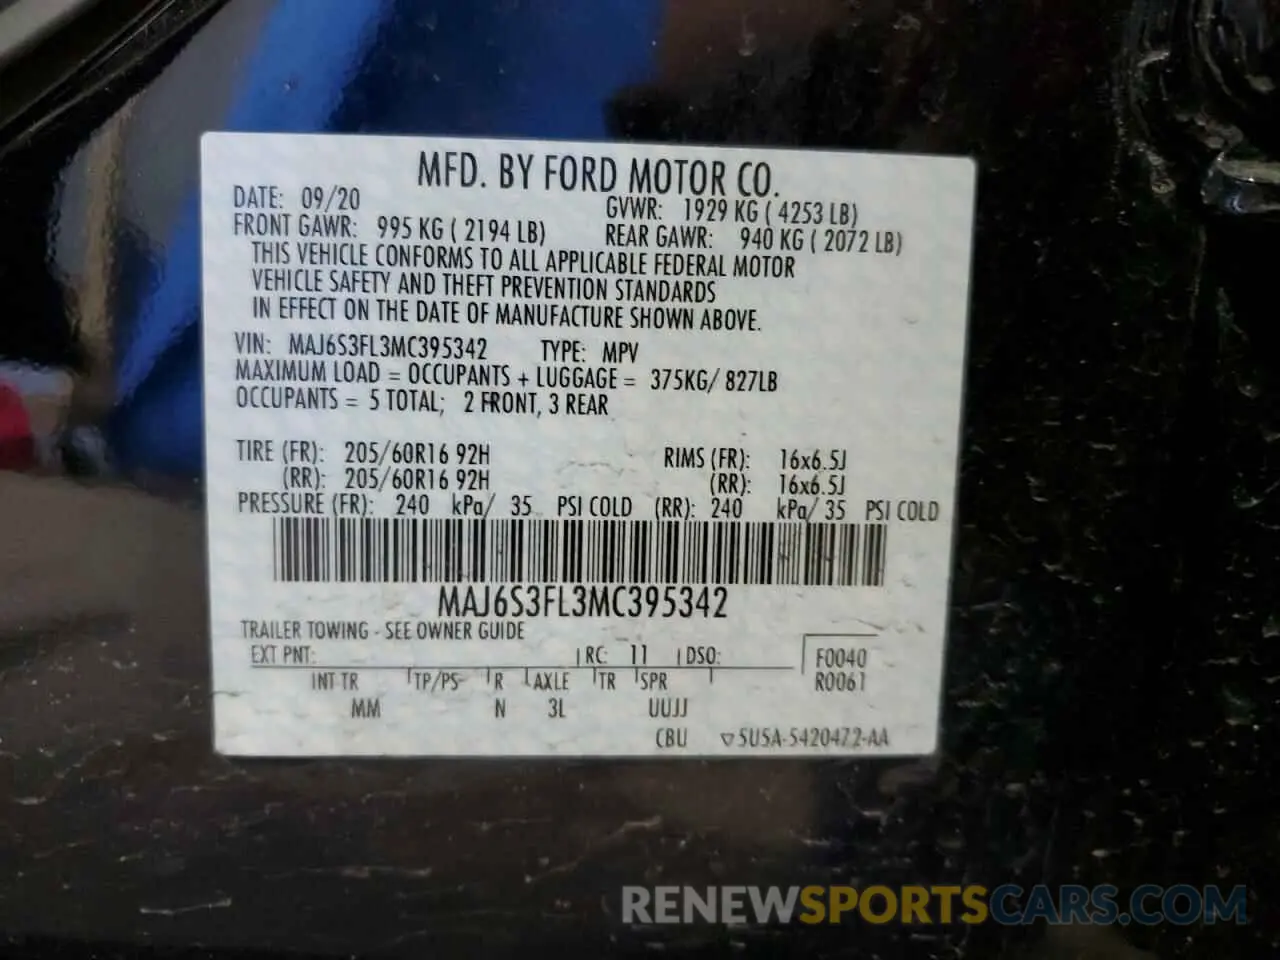 MFD. BY FORD MOTOR CO.
DATE: 09/20 GVWR: 1929 KG ( 4253 LB)
FRONT GAWR: 995 KG ( 2194 LB) REAR GAWR: 940 KG ( 2072 LB)
THIS VEHICLE CONFORMS TO ALL APPLICABLE FEDERAL MOTOR
VEHICLE SAFETY AND THEFT PREVENTION STANDARDS
IN EFFECT ON THE DATE OF MANUFACTURE SHOWN ABOVE.
VIN: MAJ6S3FL3MC395342 TYPE: MPV
MAXIMUM LOAD = OCCUPANTS + LUGGAGE = 375KG/ 827LB
OCCUPANTS = 5 TOTAL; 2 FRONT, 3 REAR
TIRE (FR): 205/60R16 92H RIMS (FR): 16x6.5J
(RR): 205/60R16 92H (RR): 16x6.5J
PRESSURE (FR): 240 kPa/ 35 PSI COLD (RR): 240 kPa/ 35 PSI COLD
MAJ6S3FL3MC395342
TRAILER TOWING - SEE OWNER GUIDE
EXT PNT: RC: 11 DSO: F0040
INT TR TP/PS R AXLE TR SPR R0061
MM N 3L UUJJ
CBU ▽5U5A-5420472-AA
RENEWSPORTSCARS.COM